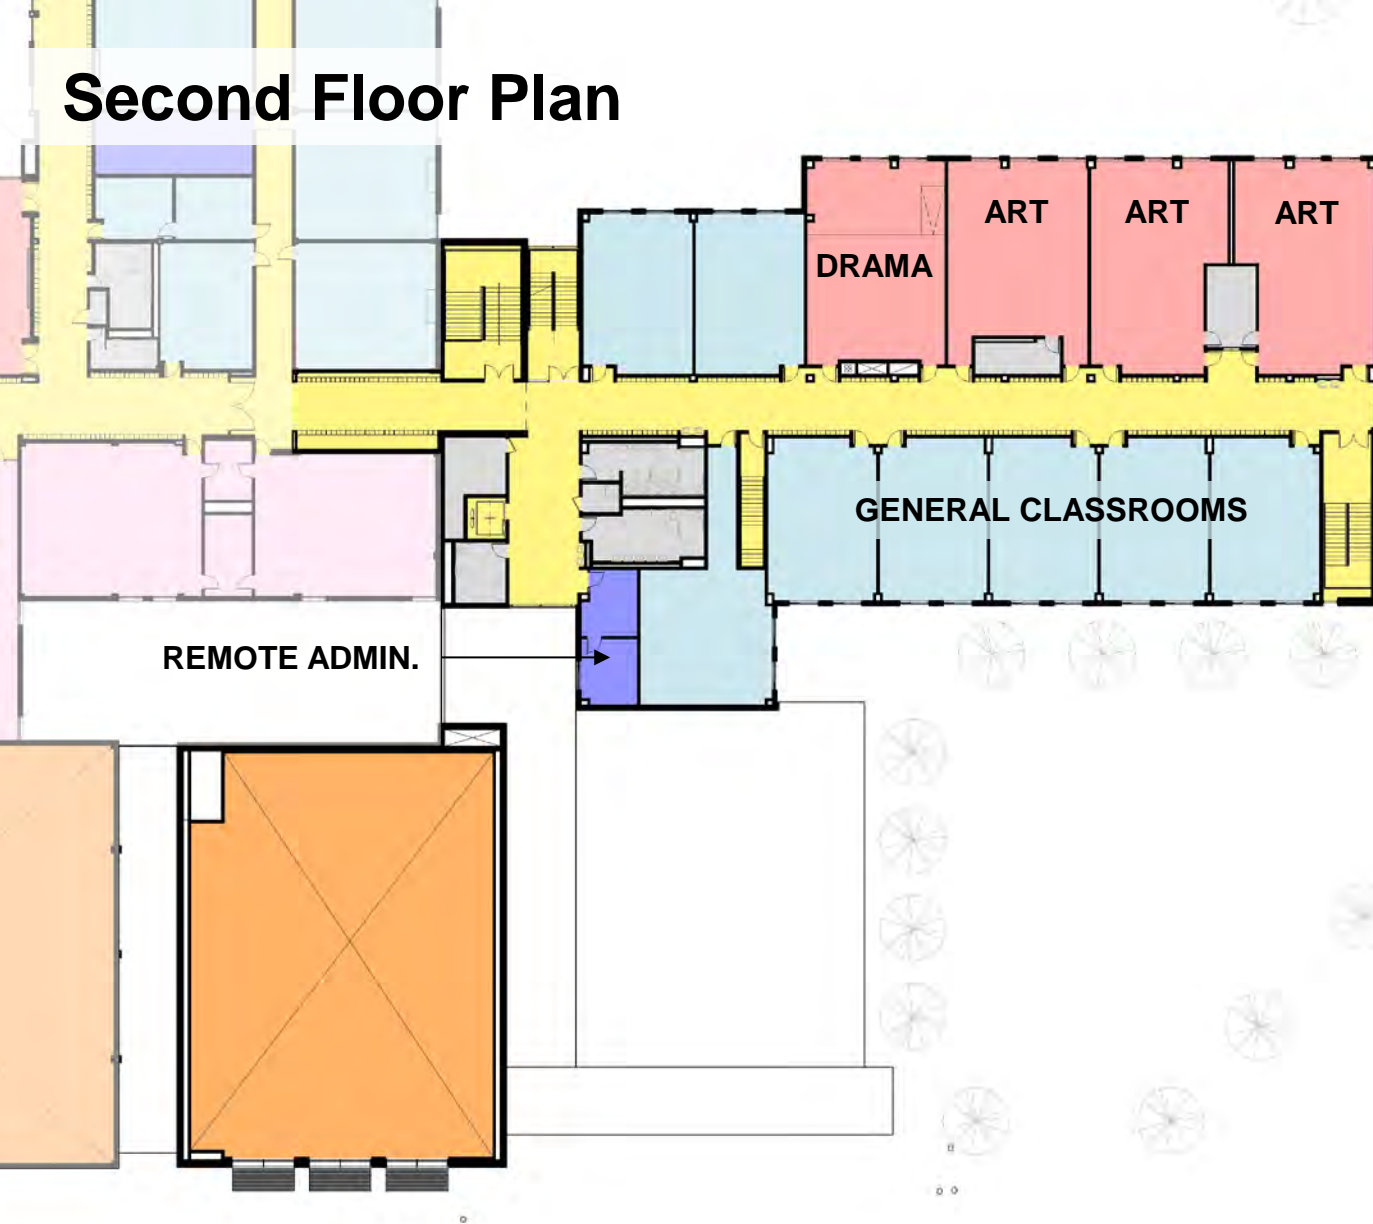 Second Floor Plan
ART
ART
ART
DRAMA
GENERAL CLASSROOMS
REMOTE ADMIN.